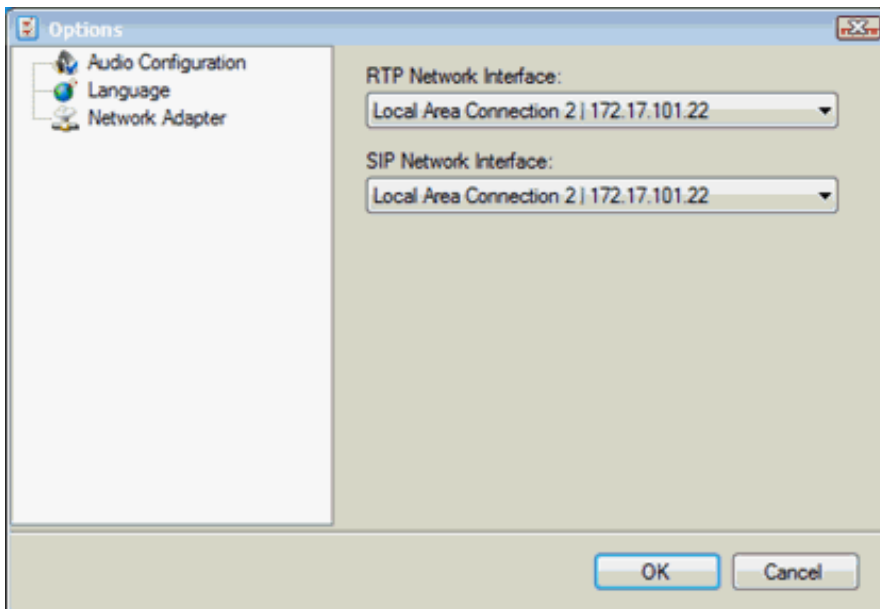 Options
Audio Configuration
Language
Network Adapter
RTP Network Interface:
Local Area Connection 2 | 172.17.101.22
SIP Network Interface:
Local Area Connection 2 | 172.17.101.22
OK
Cancel